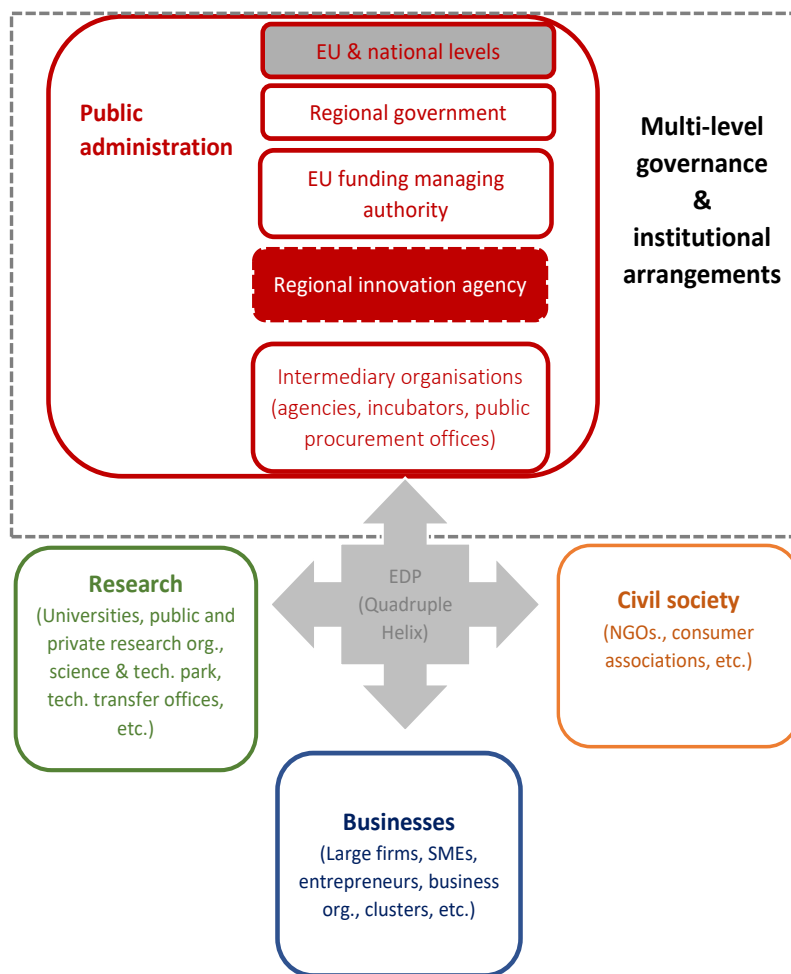 EU & national levels
Public
administration
Regional government
Multi-level
governance
&
institutional
arrangements
EU funding managing
authority
Regional innovation agency
Intermediary organisations
(agencies, incubators, public
procurement offices)
EDP
(Quadruple
Helix)
Research
(Universities, public and
private research org.,
science & tech. park,
tech. transfer offices,
etc.)
Civil society
(NGOs., consumer
associations, etc.)
Businesses
(Large firms, SMEs,
entrepreneurs, business
org., clusters, etc.)